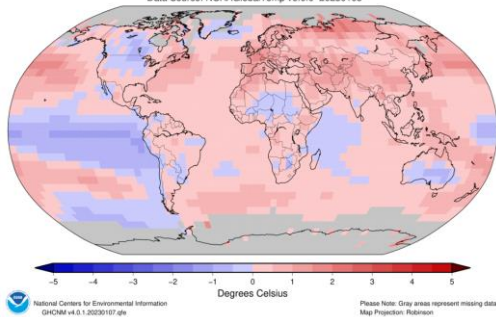 −5
−4
−3
−2
−1
0
1
2
3
4
5
Degrees Celsius
National Centers for Environmental Information
GHCNM v4.0.1.20230107.qfe
Please Note: Gray areas represent missing data
Map Projection: Robinson